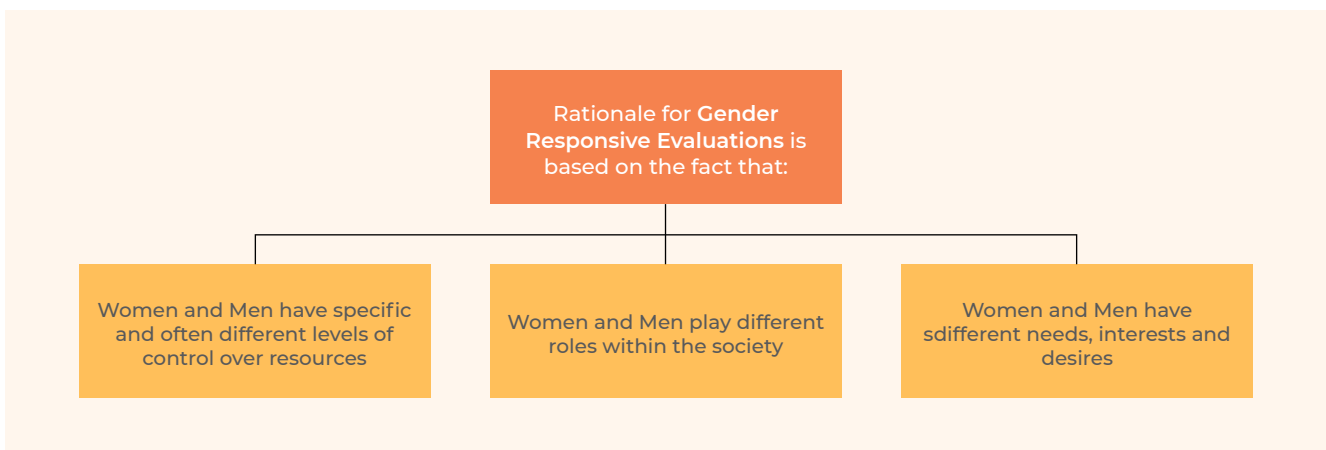 Rationale for Gender
Responsive Evaluations is
based on the fact that:
Women and Men have specific
and often different levels of
control over resources
Women and Men play different
roles within the society
Women and Men have
sdifferent needs, interests and
desires